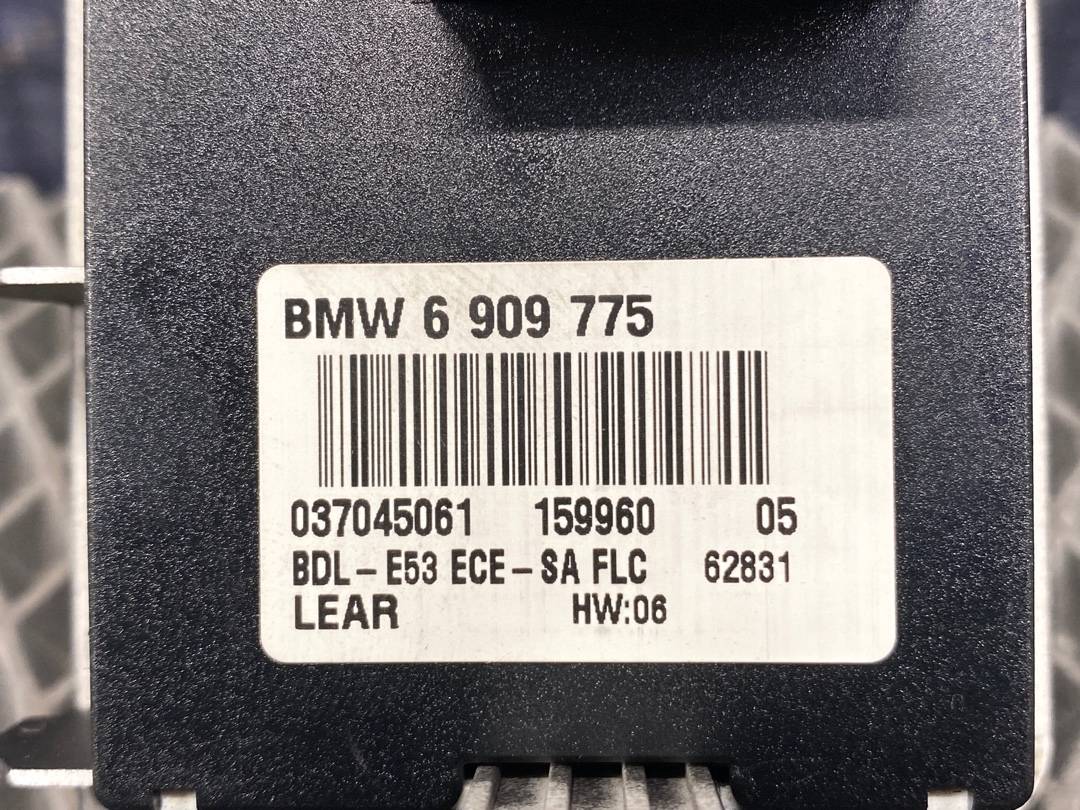 BMW 6 909 775
037045061 159960 05
BDL-E53 ECE-SA FLC 62831
LEAR HW:06